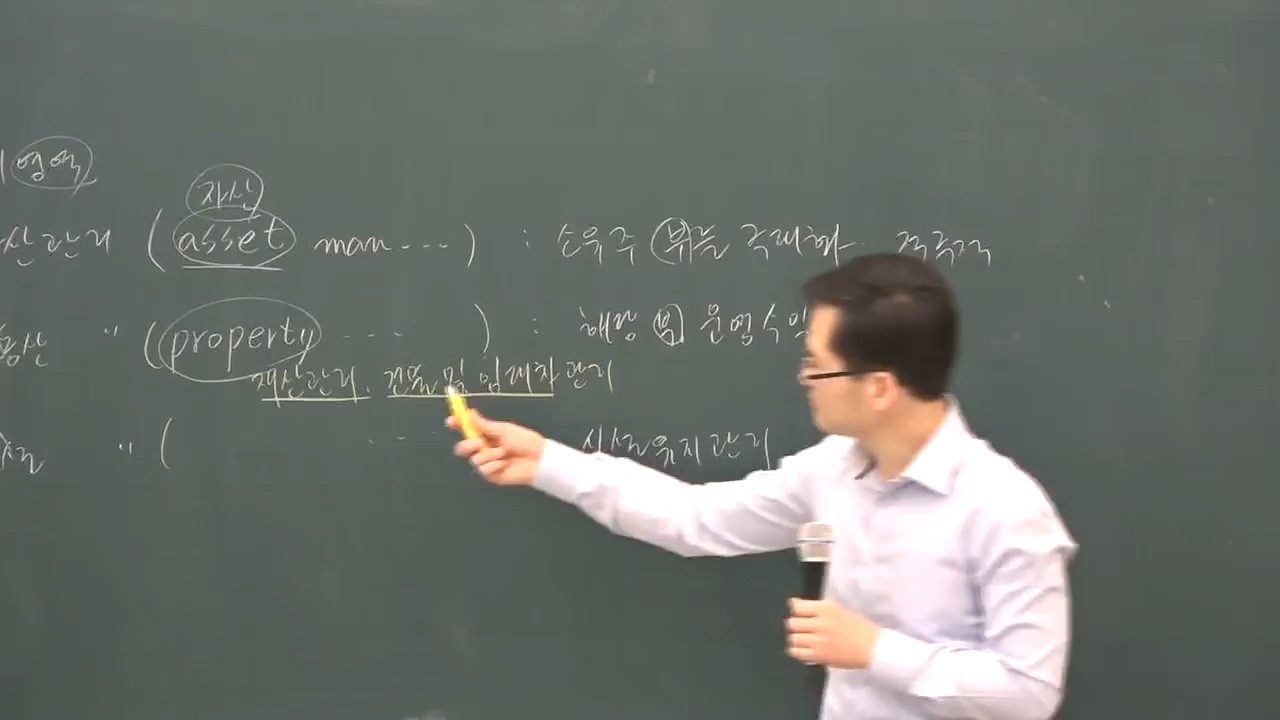 영역
자산
산관리 (asset man ....) : 소유주 부를 극대화.. 적극적
동산 " (property ....) : 해당 운영수익
재산관리. 건물 및 임대차 관리
" ( .... 시설유지관리